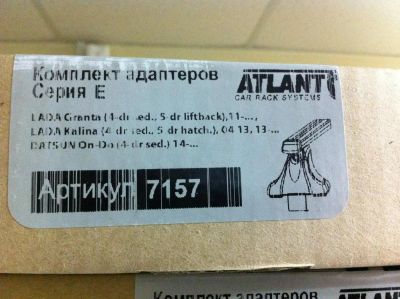 Комплект адаптеров
Серия Е
ATLANT
CAR RACK SYSTEMS
LADA Granta (4-dr sed., 5-dr liftback),11-...,
LADA Kalina (4-dr sed., 5-dr hatch.), 04-13, 13-...
DATSUN On-Do (4-dr sed.) 14-...
Артикул 7157
Комплект адаптеров
ATLANT